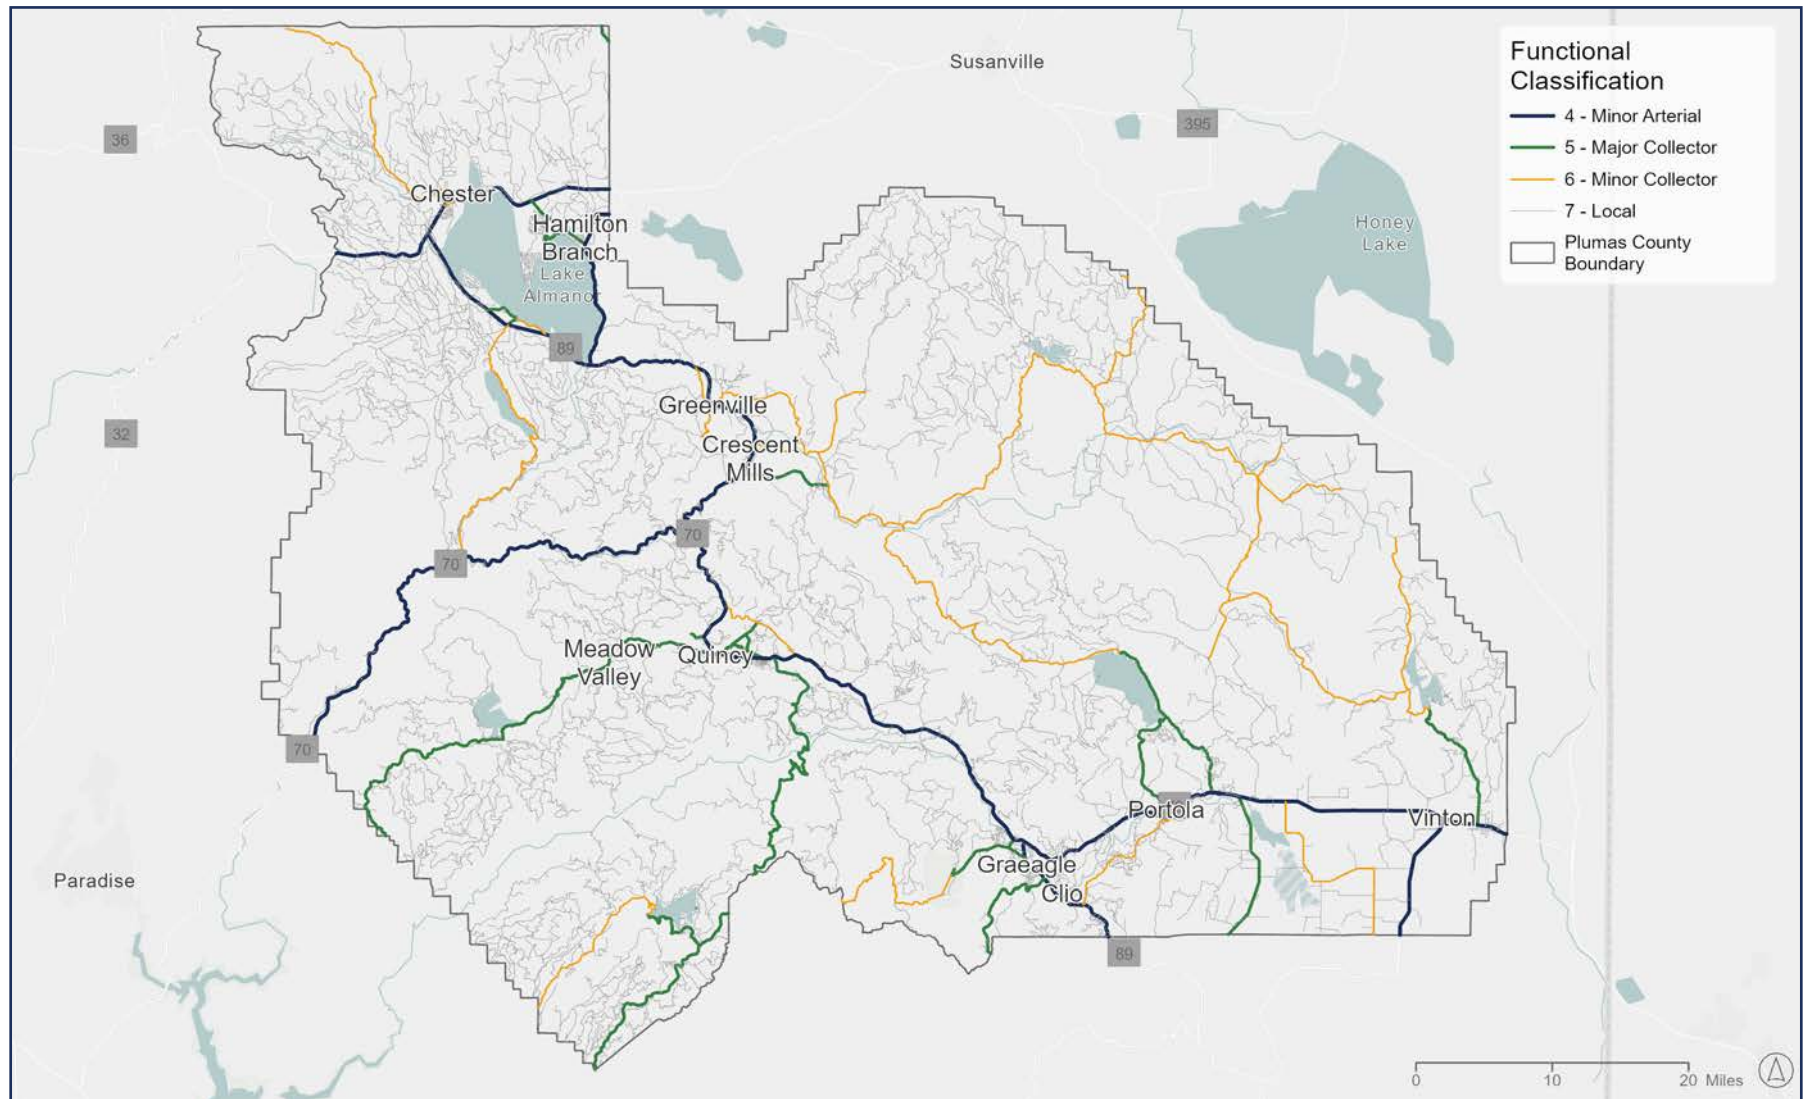 Functional
Classification
4 - Minor Arterial
5 - Major Collector
6 - Minor Collector
7 - Local
Plumas County
Boundary
Susanville
395
36
Chester
Hamilton
Branch
Lake
Almanor
Honey
Lake
89
Greenville
32
Crescent
Mills
70
70
Meadow
Valley
Quincy
70
Portola
Vinton
Graeagle
Clio
Paradise
89
0 10 20 Miles